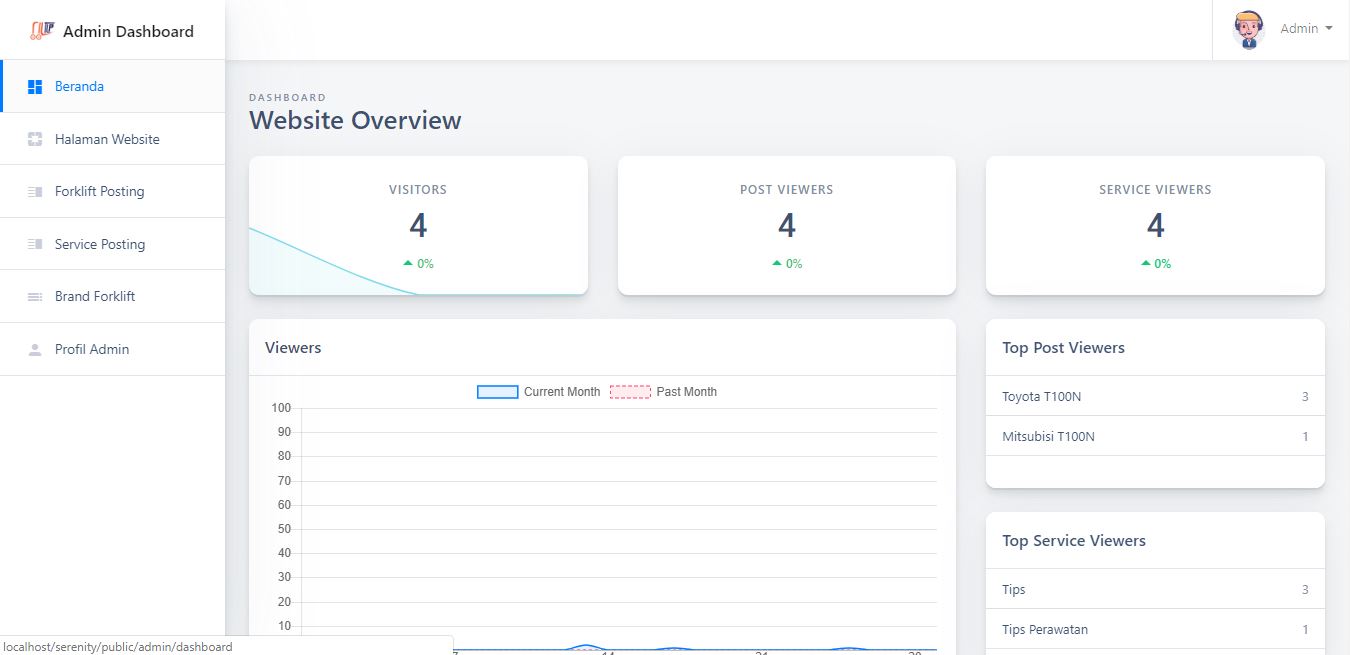 Admin Dashboard
Admin
Beranda
Halaman Website
Forklift Posting
Service Posting
Brand Forklift
Profil Admin
DASHBOARD
Website Overview
VISITORS
4
0%
POST VIEWERS
4
0%
SERVICE VIEWERS
4
0%
Viewers
Current Month
Past Month
100
90
80
70
60
50
40
30
20
10
Top Post Viewers
Toyota T100N 3
Mitsubisi T100N 1
Top Service Viewers
Tips 3
Tips Perawatan 1
localhost/serenity/public/admin/dashboard